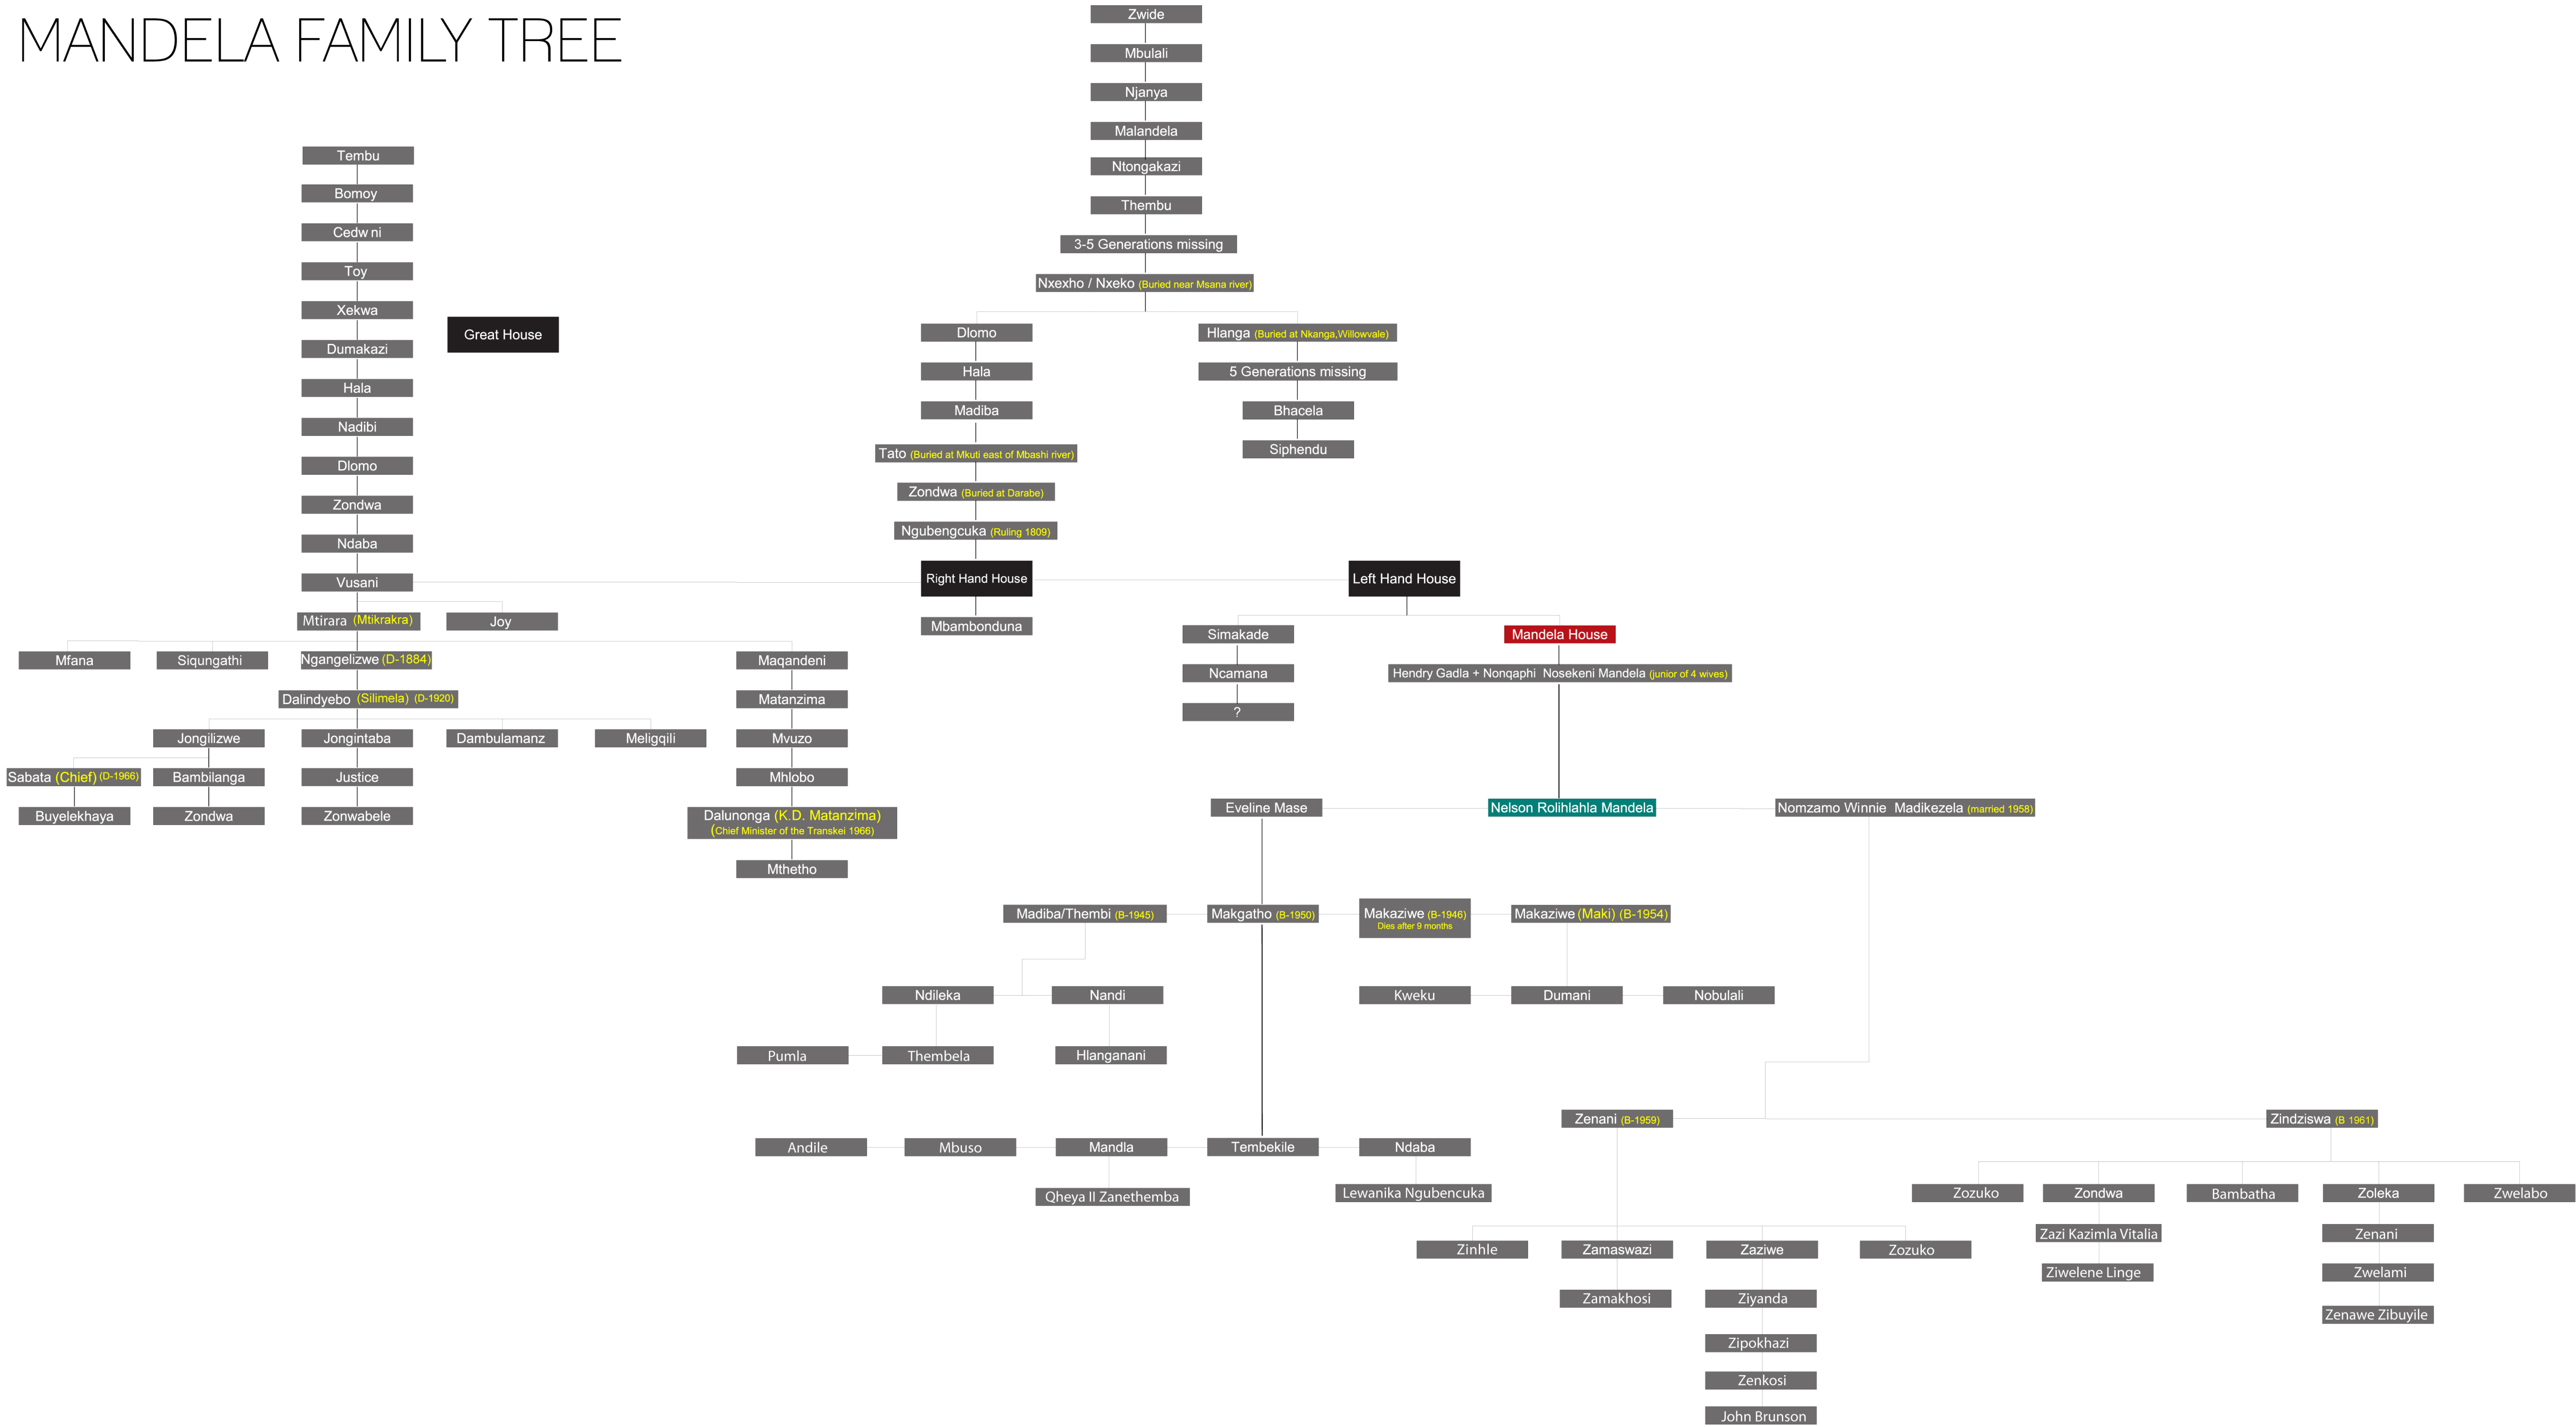 MANDELA FAMILY TREE
Zwide
Mbulali
Njanya
Malandela
Ntongakazi
Thembu
3-5 Generations missing
Nxexho / Nxeko (Buried near Msana river)
Dlomo
Hala
Madiba
Tato (Buried at Mkuti east of Mbashi river)
Zondwa (Buried at Darabe)
Ngubengcuka (Ruling 1809)
Hlanga (Buried at Nkanga,Willowvale)
5 Generations missing
Bhacela
Siphendu
Tembu
Bomoy
Cedw ni
Toy
Xekwa
Dumakazi
Hala
Nadibi
Dlomo
Zondwa
Ndaba
Vusani
Great House
Right Hand House
Left Hand House
Mbambonduna
Mtirara (Mtikrakra)
Joy
Mfana
Siqungathi
Ngangelizwe (D-1884)
Maqandeni
Dalindyebo (Silimela) (D-1920)
Matanzima
Jongilizwe
Jongintaba
Dambulamanz
Meligqili
Mvuzo
Sabata (Chief) (D-1966)
Bambilanga
Justice
Mhlobo
Buyelekhaya
Zondwa
Zonwabele
Dalunonga (K.D. Matanzima)
(Chief Minister of the Transkei 1966)
Mthetho
Simakade
Ncamana
?
Mandela House
Hendry Gadla + Nonqaphi Nosekeni Mandela (junior of 4 wives)
Eveline Mase
Nelson Rolihlahla Mandela
Nomzamo Winnie Madikezela (married 1958)
Madiba/Thembi (B-1945)
Makgatho (B-1950)
Makaziwe (B-1946)
Dies after 9 months
Makaziwe (Maki) (B-1954)
Ndileka
Nandi
Kweku
Dumani
Nobulali
Pumla
Thembela
Hlanganani
Andile
Mbuso
Mandla
Tembekile
Ndaba
Qheya II Zanethemba
Lewanika Ngubencuka
Zenani (B-1959)
Zindziswa (B 1961)
Zozuko
Zondwa
Bambatha
Zoleka
Zwelabo
Zazi Kazimla Vitalia
Zenani
Ziwelene Linge
Zwelami
Zenawe Zibuyile
Zinhle
Zamaswazi
Zaziwe
Zozuko
Zamakhosi
Ziyanda
Zipokhazi
Zenkosi
John Brunson